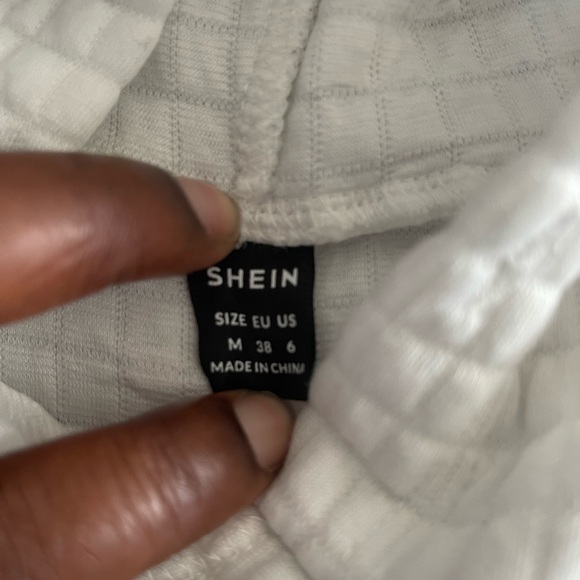 SHEIN
SIZE EU US
M 38 6
MADE IN CHINA